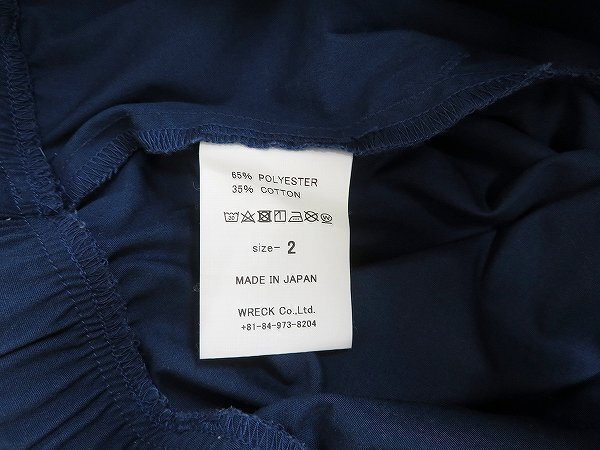 65% POLYESTER
35% COTTON
size- 2
MADE IN JAPAN
WRECK Co.,Ltd.
+81-84-973-8204